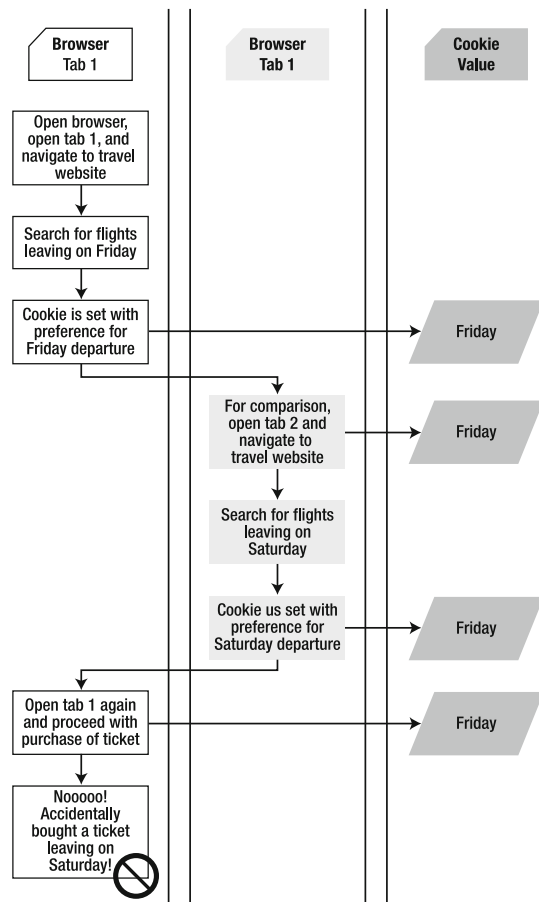 Browser
Tab 1
Browser
Tab 1
Cookie
Value
Open browser,
open tab 1, and
navigate to travel
website
Search for flights
leaving on Friday
Cookie is set with
preference for
Friday departure
Friday
For comparison,
open tab 2 and
navigate to
travel website
Friday
Search for flights
leaving on
Saturday
Cookie us set with
preference for
Saturday departure
Friday
Open tab 1 again
and proceed with
purchase of ticket
Friday
Nooooo!
Accidentally
bought a ticket
leaving on
Saturday!